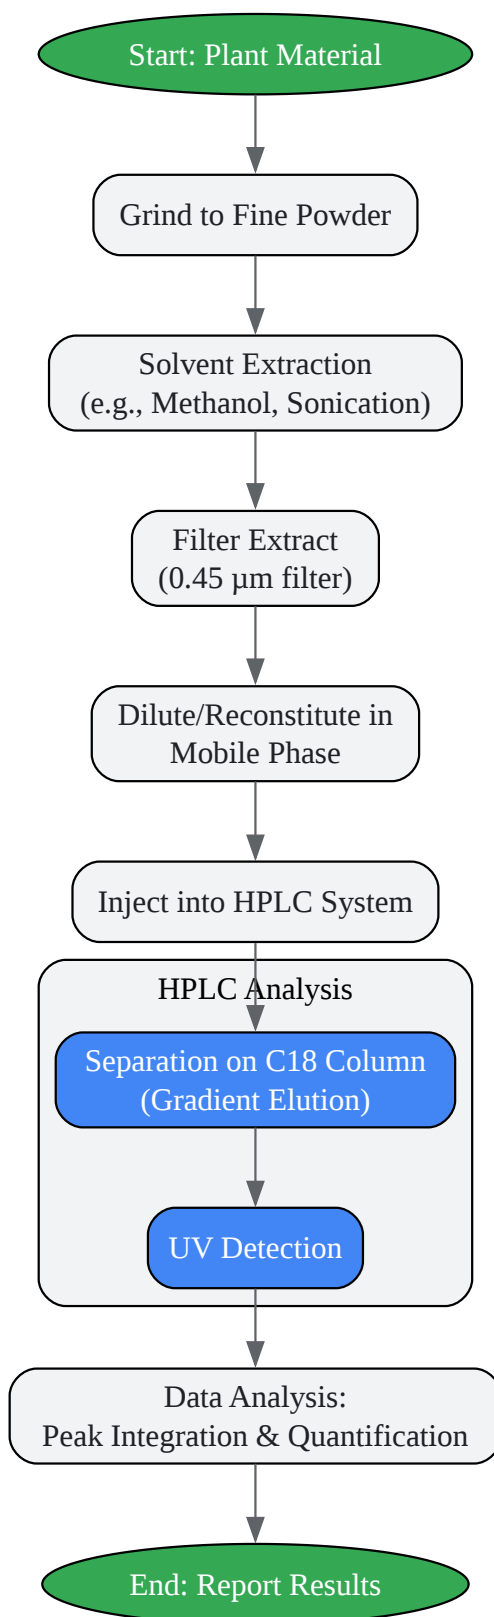 Start: Plant Material
Grind to Fine Powder
Solvent Extraction
(e.g., Methanol, Sonication)
Filter Extract
(0.45 µm filter)
Dilute/Reconstitute in
Mobile Phase
Inject into HPLC System
HPLC Analysis
Separation on C18 Column
(Gradient Elution)
UV Detection
Data Analysis:
Peak Integration & Quantification
End: Report Results